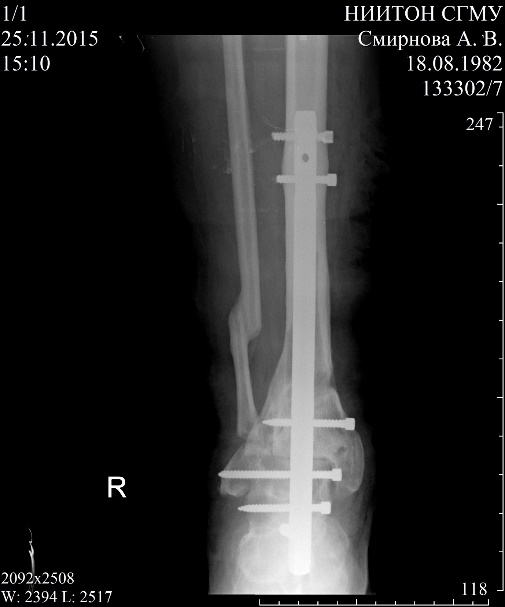 1/1
НИИТОН СГМУ
25:11.2015
Смирнова А. В.
15:10
18.08.1982
133302/7
247
R
2092x2508
W: 2394 L: 2517
118